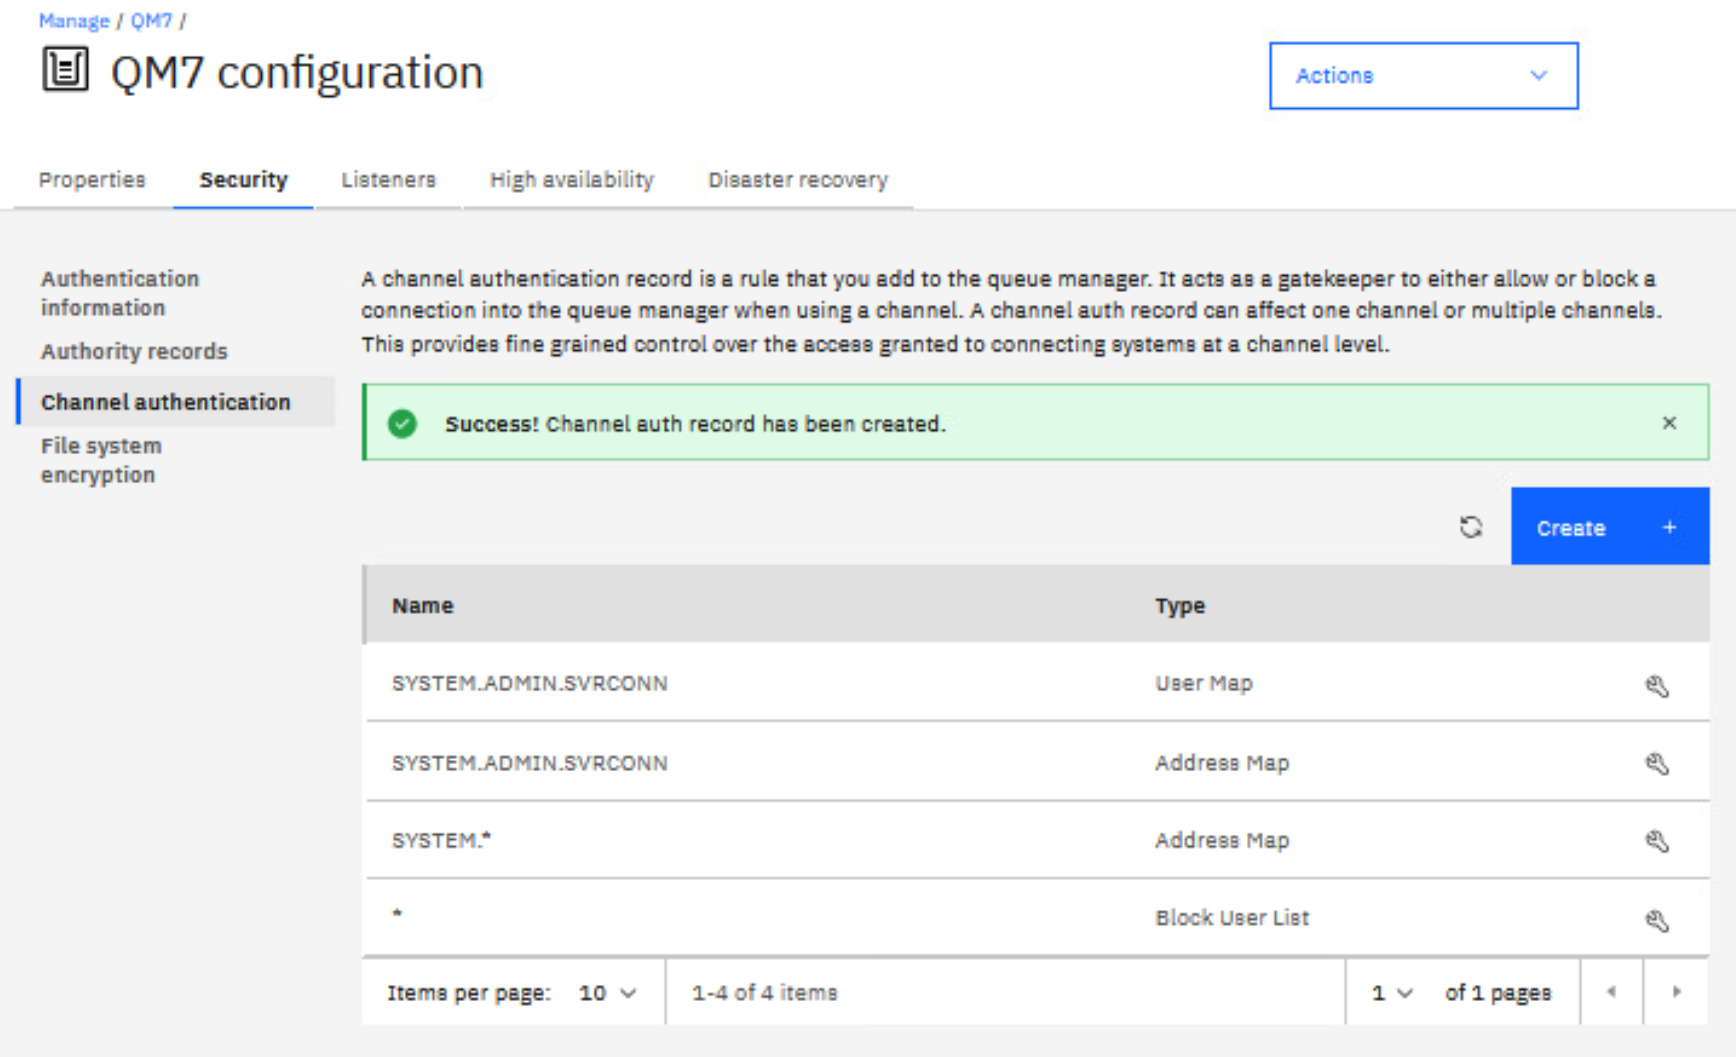 Manage / QM7 /
QM7 configuration
Actions
Properties Security Listeners High availability Disaster recovery
Authentication
information
Authority records
Channel authentication
File system
encryption
A channel authentication record is a rule that you add to the queue manager. It acts as a gatekeeper to either allow or block a
connection into the queue manager when using a channel. A channel auth record can affect one channel or multiple channels.
This provides fine grained control over the access granted to connecting systems at a channel level.
Success! Channel auth record has been created.
Create +
Name Type
SYSTEM.ADMIN.SVRCONN User Map
SYSTEM.ADMIN.SVRCONN Address Map
SYSTEM.* Address Map
* Block User List
Items per page: 10 1-4 of 4 items 1 of 1 pages